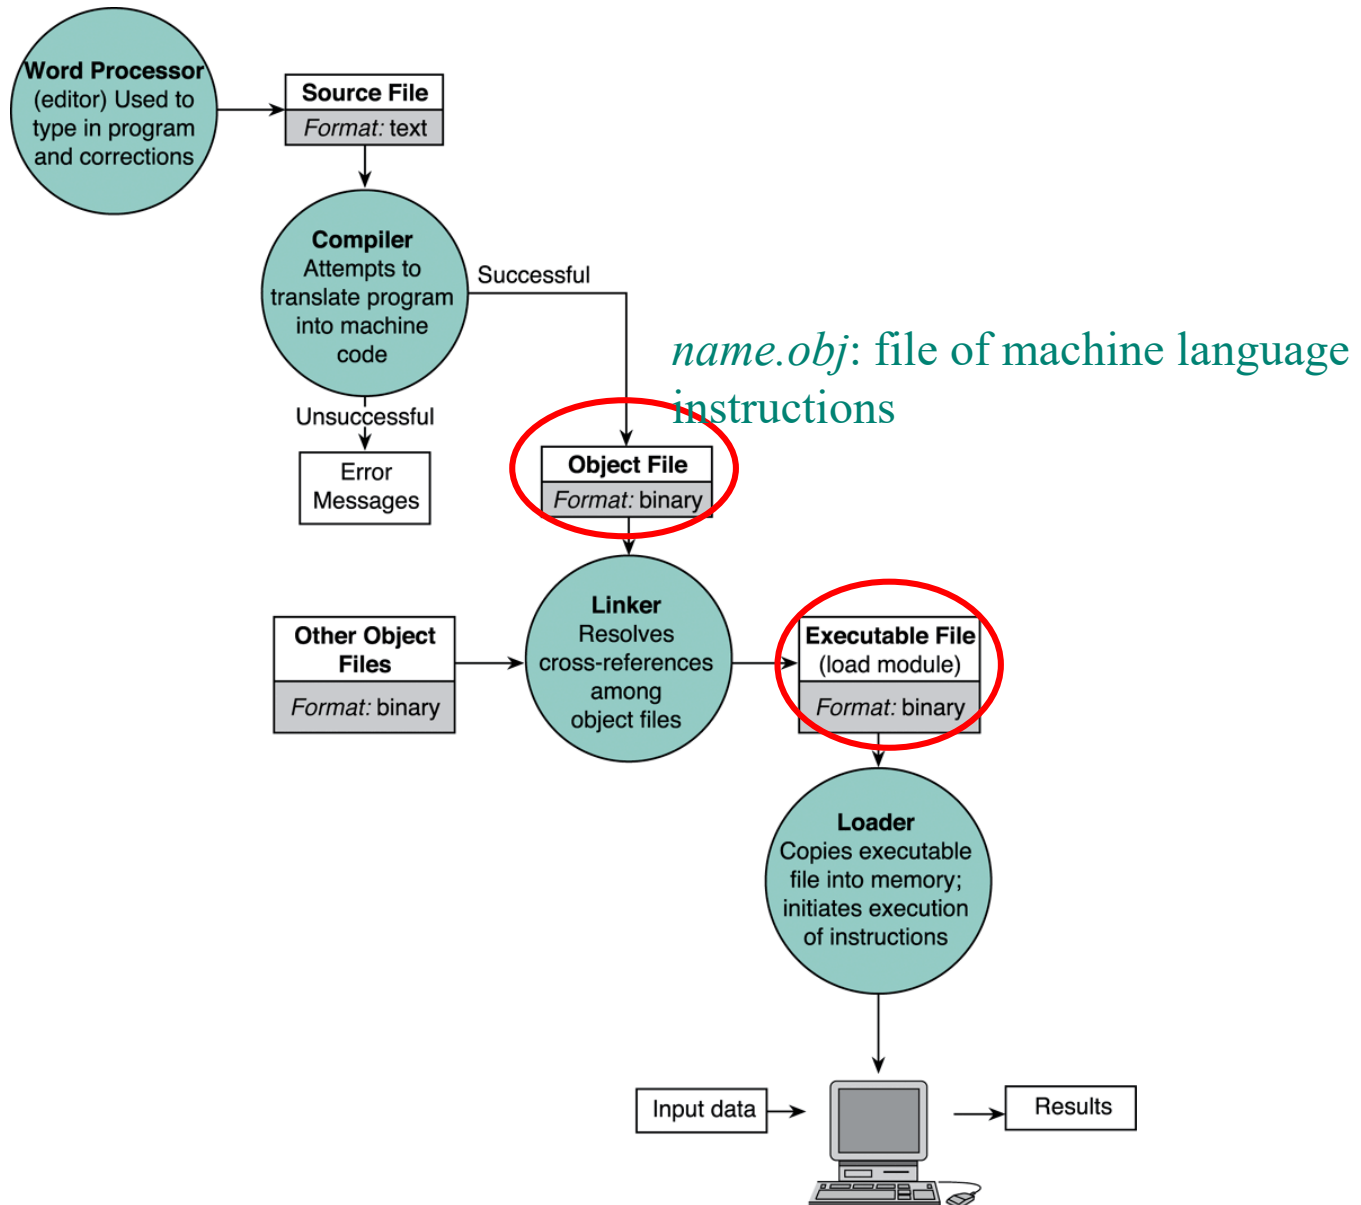 Word Processor
(editor) Used to
type in program
and corrections
Source File
Format: text
Compiler
Attempts to
translate program
into machine
code
Successful
name.obj: file of machine language
instructions
Unsuccessful
Error
Messages
Object File
Format: binary
Other Object
Files
Format: binary
Linker
Resolves
cross-references
among
object files
Executable File
(load module)
Format: binary
Loader
Copies executable
file into memory;
initiates execution
of instructions
Input data
Results